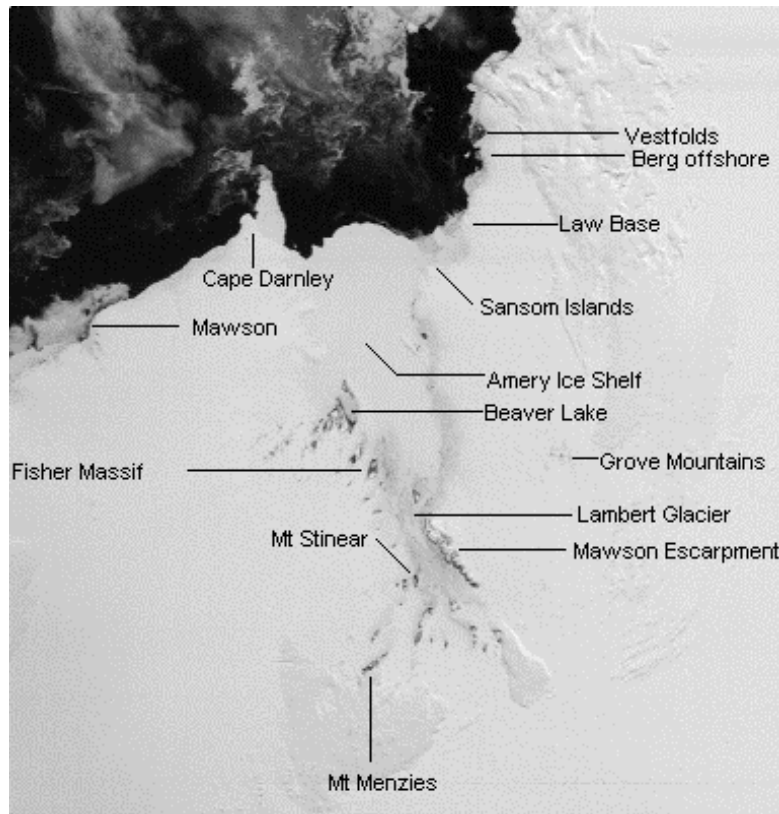 Vestfolds
Berg offshore
Law Base
Cape Darnley
Sansom Islands
Mawson
Amery Ice Shelf
Beaver Lake
Grove Mountains
Fisher Massif
Lambert Glacier
Mt Stinear
Mawson Escarpment
Mt Menzies